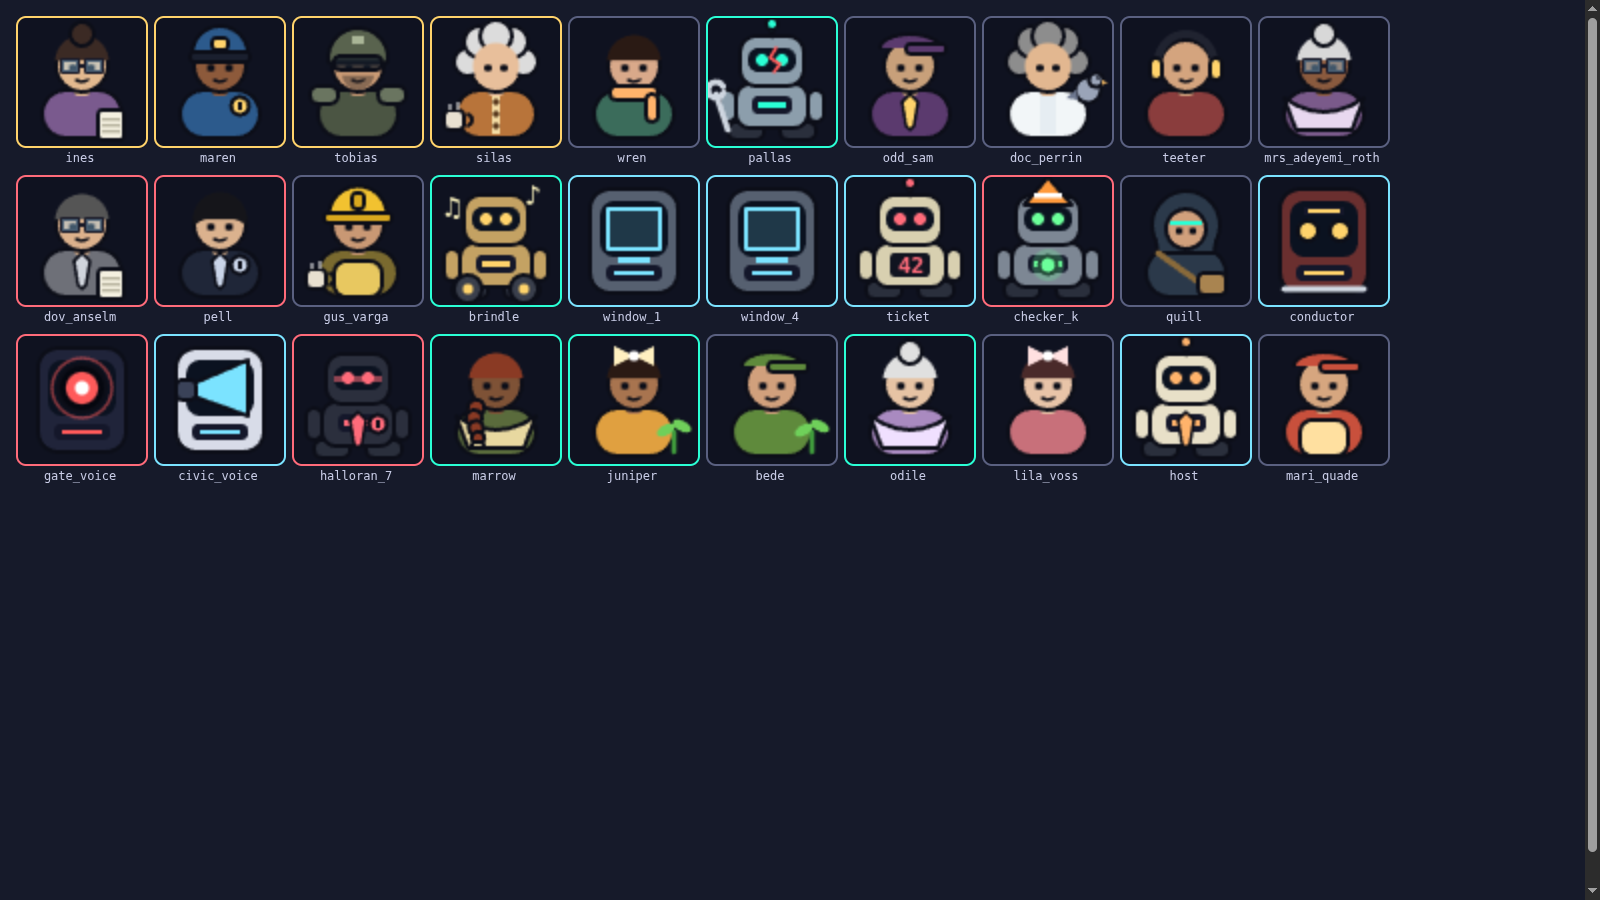 ines maren tobias silas wren pallas odd_sam doc_perrin teeter mrs_adeyemi_roth
42
dov_anselm pell gus_varga brindle window_1 window_4 ticket checker_k quill conductor
gate_voice civic_voice halloran_7 marrow juniper bede odile lila_voss host mari_quade